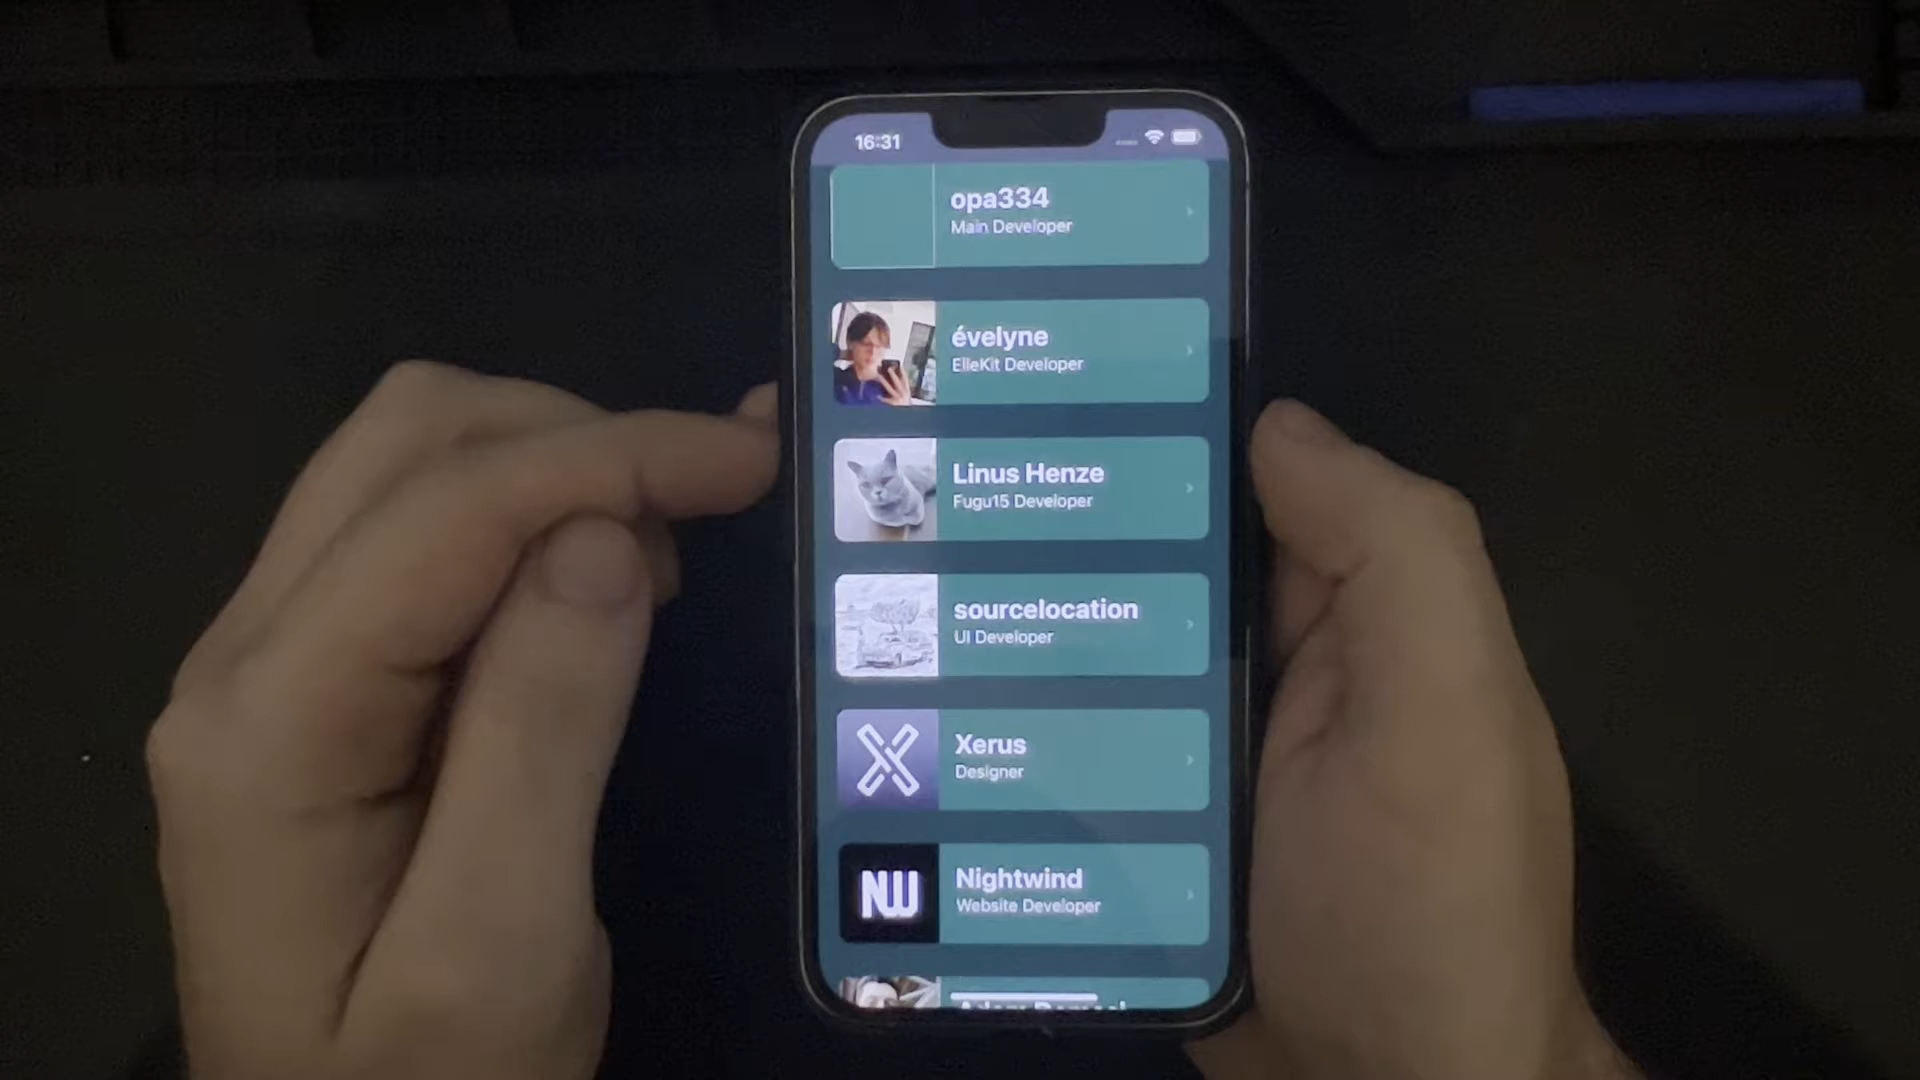 16:31
opa334
Main Developer
évelyne
ElleKit Developer
Linus Henze
Fugu15 Developer
sourcelocation
UI Developer
Xerus
Designer
NW
Nightwind
Website Developer